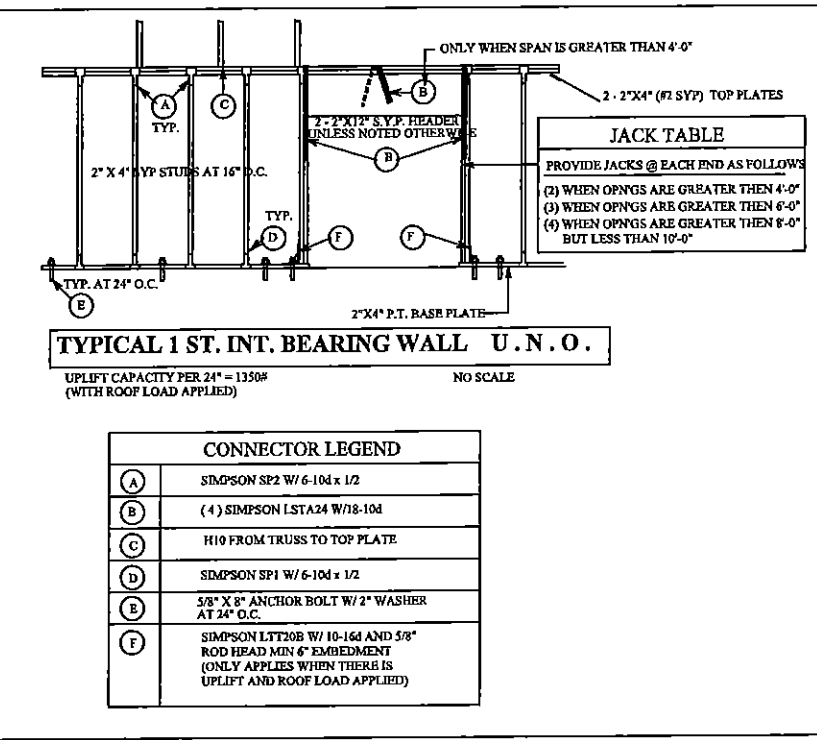 ONLY WHEN SPAN IS GREATER THAN 4'-0"
B
2 - 2"X4" (#2 SYP) TOP PLATES
A
TYP.
C
2 - 2"X12" S.Y.P. HEADER
UNLESS NOTED OTHERWISE
B
2" X 4" SYP STUDS AT 16" O.C.
JACK TABLE
PROVIDE JACKS @ EACH END AS FOLLOWS
(2) WHEN OPN'GS ARE GREATER THEN 4'-0"
(3) WHEN OPN'GS ARE GREATER THEN 6'-0"
(4) WHEN OPN'GS ARE GREATER THEN 8'-0"
BUT LESS THAN 10'-0"
TYP.
D
F
F
TYP. AT 24" O.C.
E
2"X4" P.T. BASE PLATE
TYPICAL 1 ST. INT. BEARING WALL U.N.O.
UPLIFT CAPACITY PER 24" = 1350#
(WITH ROOF LOAD APPLIED)
NO SCALE
CONNECTOR LEGEND
A SIMPSON SP2 W/ 6-10d x 1/2
B ( 4 ) SIMPSON LSTA24 W/18-10d
C H10 FROM TRUSS TO TOP PLATE
D SIMPSON SP1 W/ 6-10d x 1/2
E 5/8" X 8" ANCHOR BOLT W/ 2" WASHER
AT 24" O.C.
F SIMPSON LTT20B W/ 10-16d AND 5/8"
ROD HEAD MIN 6" EMBEDMENT
(ONLY APPLIES WHEN THERE IS
UPLIFT AND ROOF LOAD APPLIED)